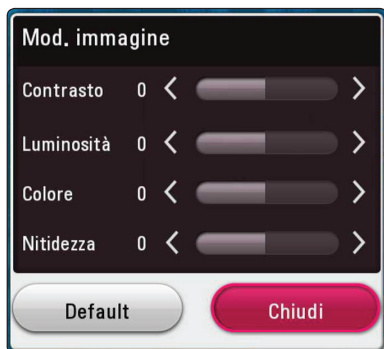 Mod. immagine
Contrasto 0
Luminosità 0
Colore 0
Nitidezza 0
Default Chiudi